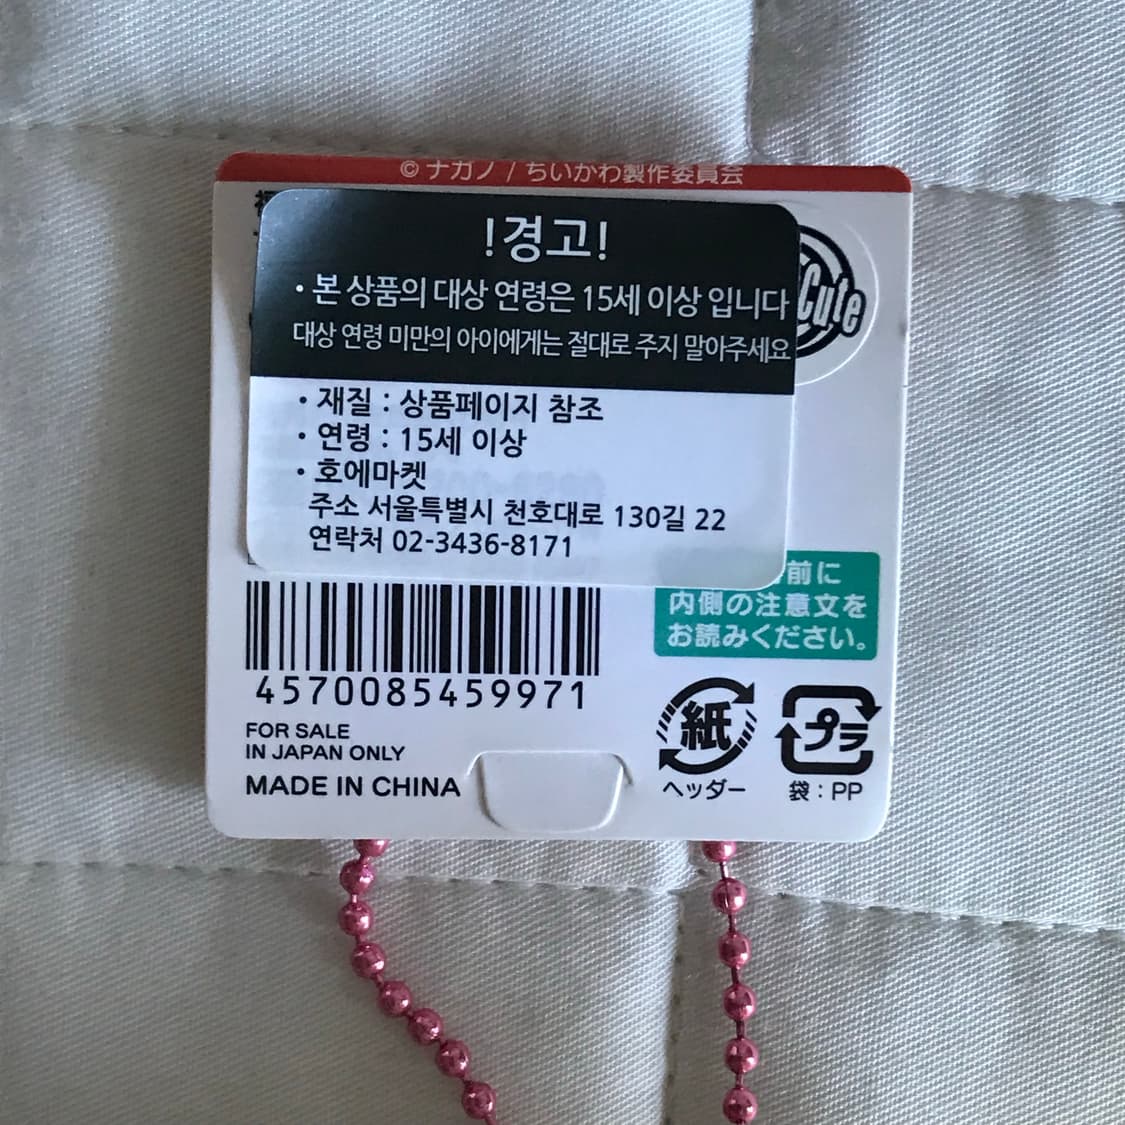 © ナガノ / ちいかわ製作委員会
!경고!
・본 상품의 대상 연령은 15세 이상 입니다
대상 연령 미만의 아이에게는 절대로 주지 말아주세요
・재질 : 상품페이지 참조
・연령 : 15세 이상
・호에마켓
주소 서울특별시 천호대로 130길 22
연락처 02-3436-8171
Cute
前に
内側の注意文を
お読みください。
4570085459971
FOR SALE
IN JAPAN ONLY
MADE IN CHINA
紙
ヘッダー
プラ
袋：PP